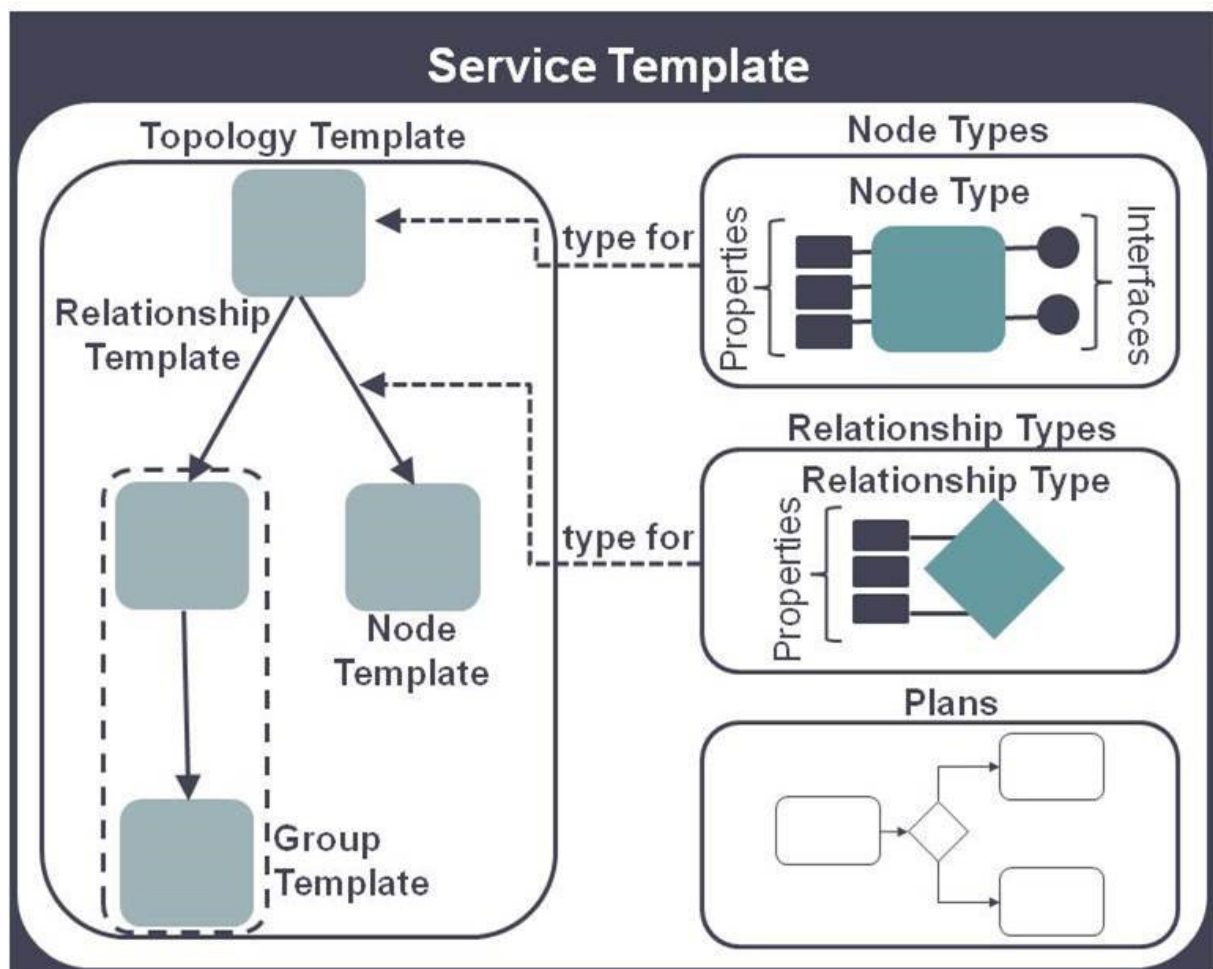 Service Template
Topology Template
Relationship
Template
Node
Template
Group
Template
type for
type for
Node Types
Node Type
Properties
Interfaces
Relationship Types
Relationship Type
Properties
Plans